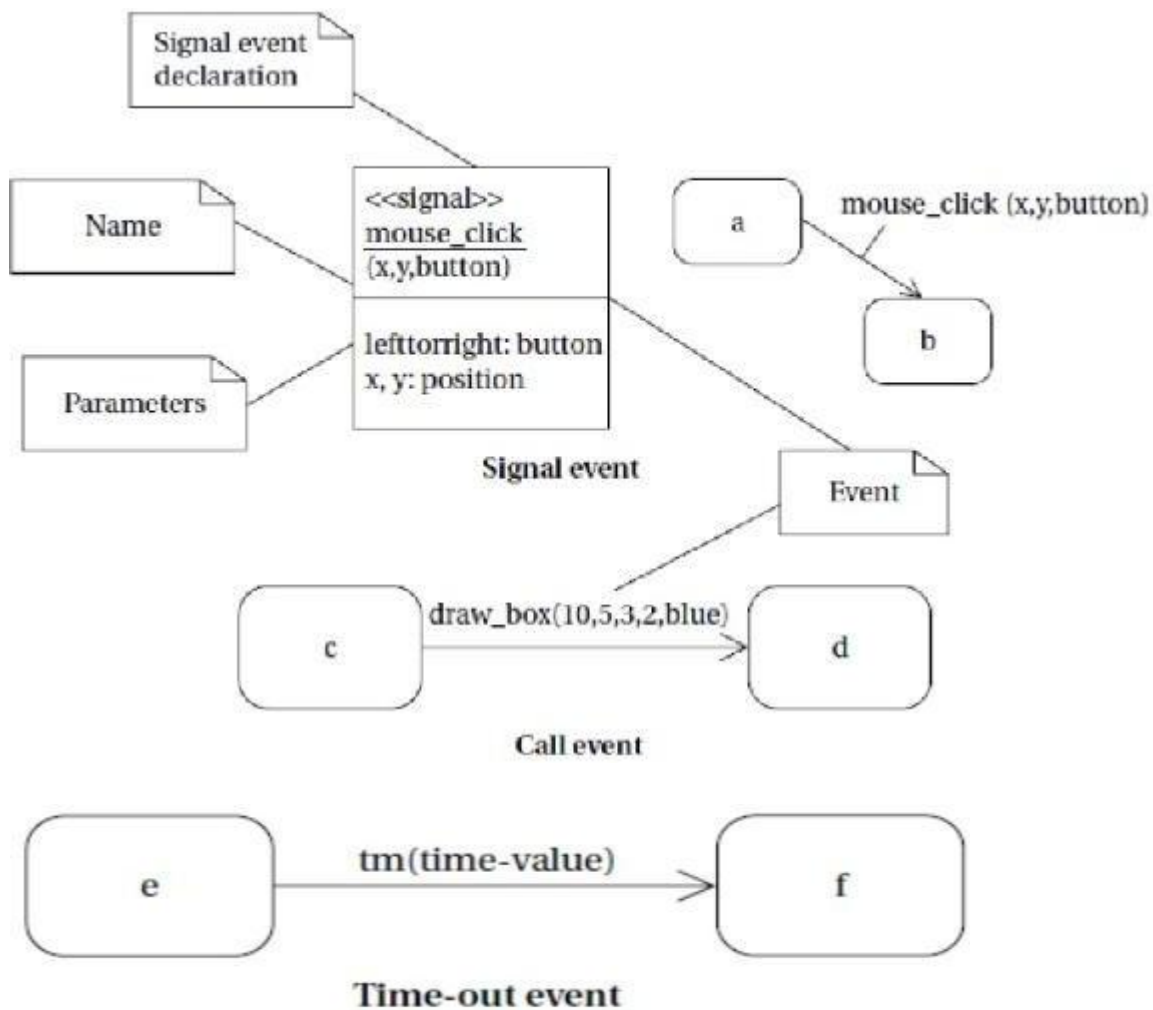 Signal event
declaration
Name
<<signal>>
mouse_click
(x,y,button)
a
mouse_click (x,y,button)
b
lefttorright: button
x, y: position
Parameters
Signal event
Event
c
draw_box(10,5,3,2,blue)
d
Call event
e
tm(time-value)
f
Time-out event